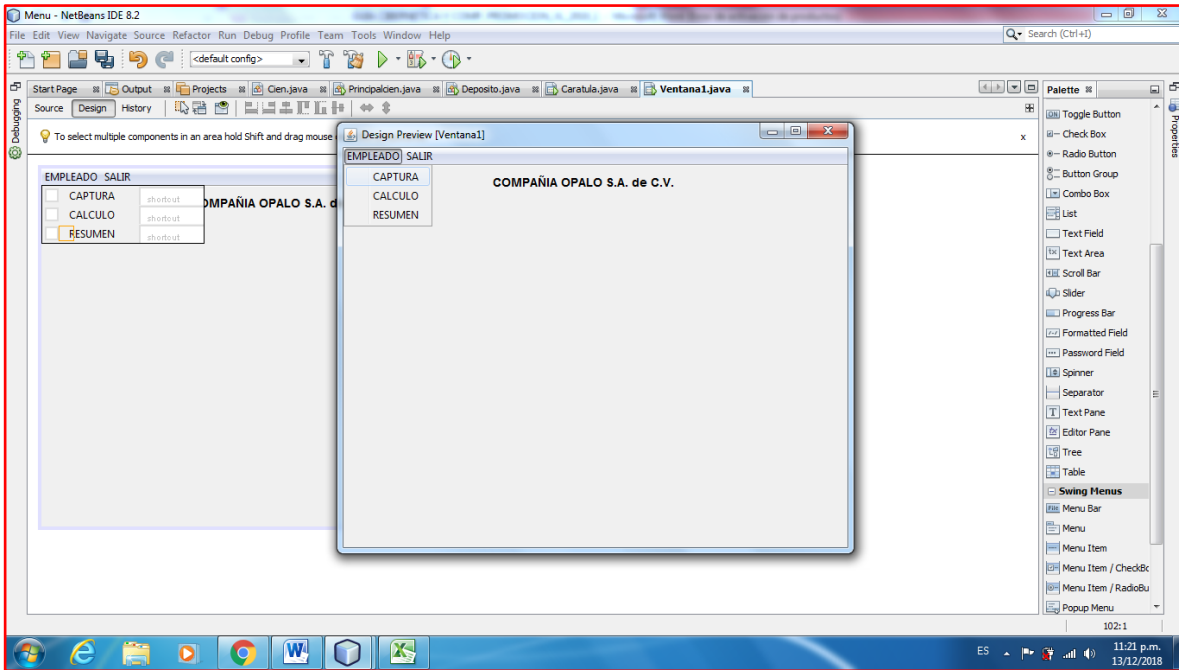 Menu - NetBeans IDE 8.2
File Edit View Navigate Source Refactor Run Debug Profile Team Tools Window Help
Search (Ctrl+I)
<default config>
Start Page Output Projects Cien.java Principalcien.java Deposito.java Caratula.java Ventana1.java
Source Design History
To select multiple components in an area hold Shift and drag mouse
x
Debugging
EMPLEADO SALIR
CAPTURA shortcut
CALCULO shortcut
RESUMEN shortcut
OMPAÑIA OPALO S.A. d
Design Preview [Ventana1]
EMPLEADO SALIR
CAPTURA
CALCULO
RESUMEN
COMPAÑIA OPALO S.A. de C.V.
Palette
Toggle Button
Check Box
Radio Button
Button Group
Combo Box
List
Text Field
Text Area
Scroll Bar
Slider
Progress Bar
Formatted Field
Password Field
Spinner
Separator
Text Pane
Editor Pane
Tree
Table
Swing Menus
Menu Bar
Menu
Menu Item
Menu Item / CheckBo
Menu Item / RadioBu
Popup Menu
Properties
102:1
ES
11:21 p.m.
13/12/2018